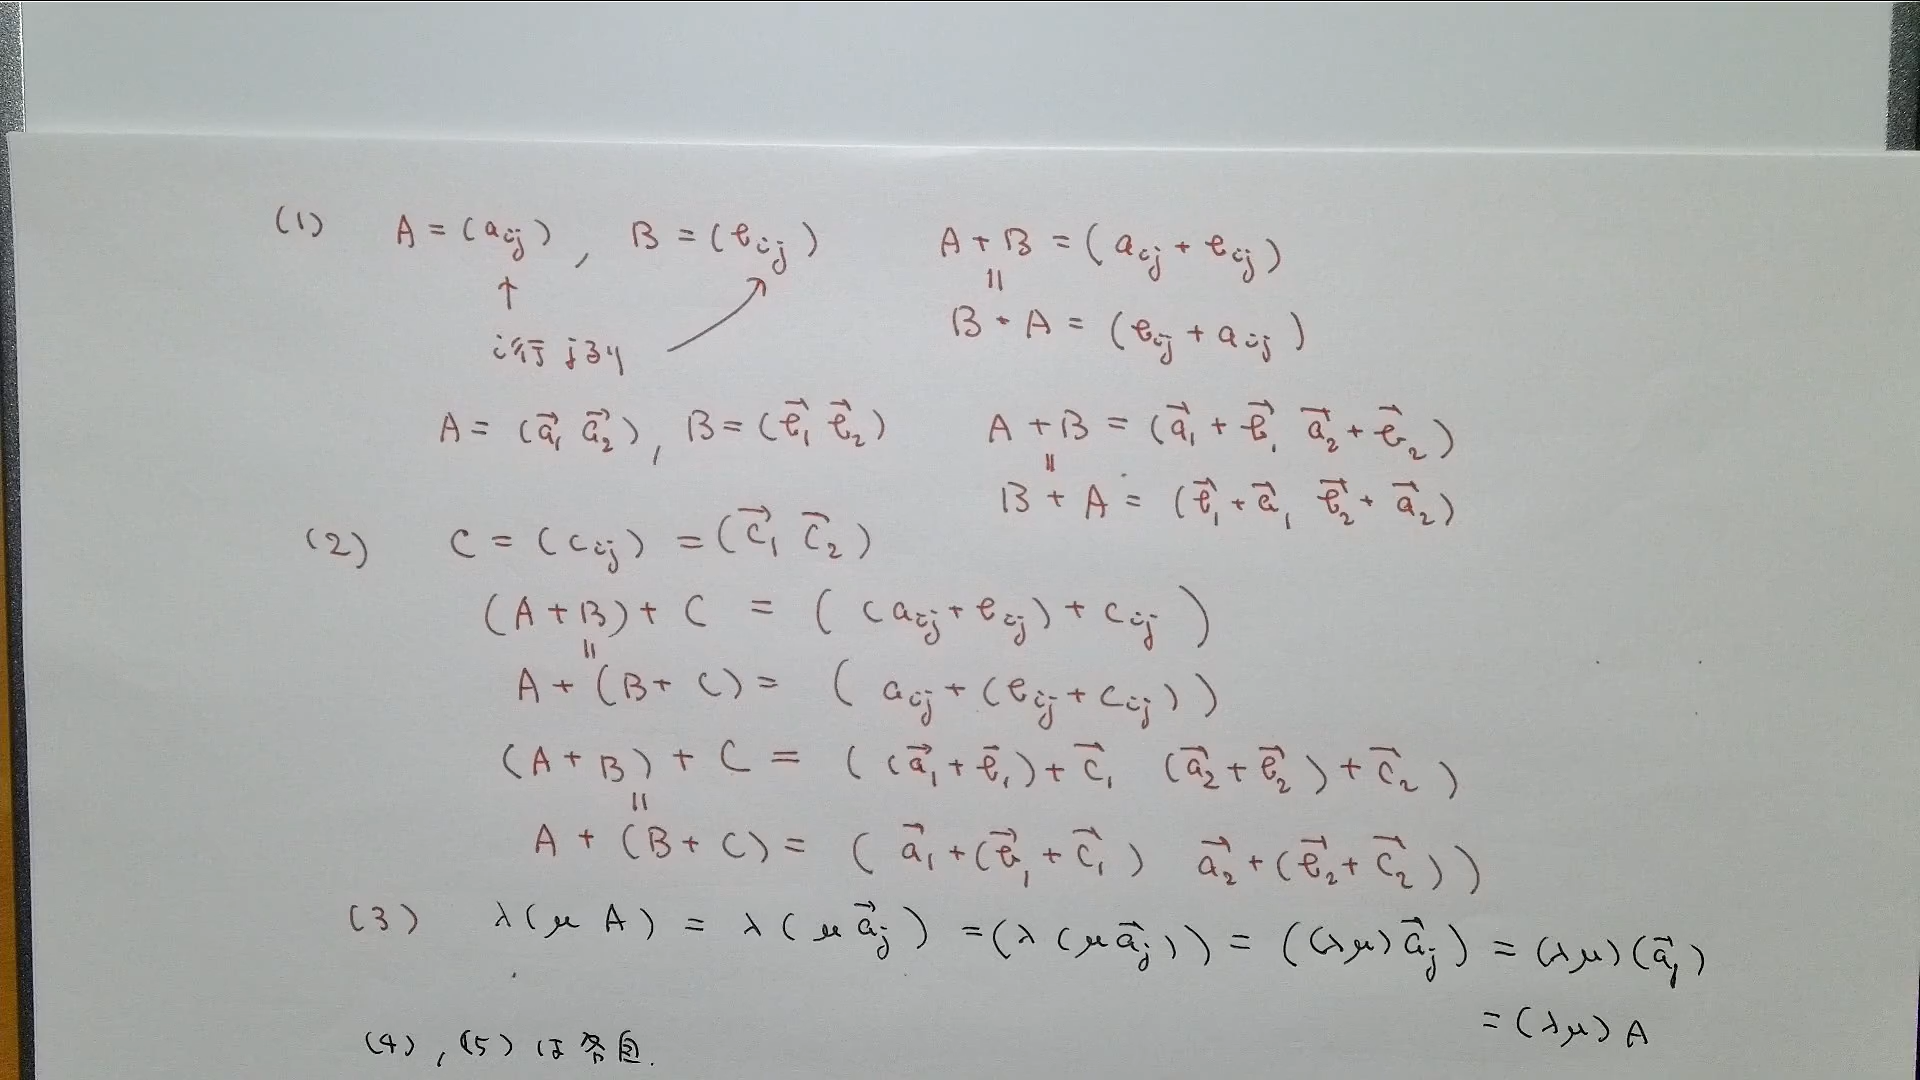 (1) A = (aij), B = (bij) A + B = (aij + bij)
↑ ||
i行 j列 B + A = (bij + aij)
A = (a⃗1 a⃗2), B = (b⃗1 b⃗2) A + B = (a⃗1 + b⃗1 a⃗2 + b⃗2)
||
B + A = (b⃗1 + a⃗1 b⃗2 + a⃗2)
(2) C = (cij) = (c⃗1 c⃗2)
(A + B) + C = ((aij + bij) + cij)
||
A + (B + C) = (aij + (bij + cij))
(A + B) + C = ((a⃗1 + b⃗1) + c⃗1 (a⃗2 + b⃗2) + c⃗2)
||
A + (B + C) = (a⃗1 + (b⃗1 + c⃗1) a⃗2 + (b⃗2 + c⃗2))
(3) λ(μA) = λ(μa⃗j) = (λ(μa⃗j)) = ((λμ)a⃗j) = (λμ)(a⃗j)
= (λμ)A
(4), (5) は各自.